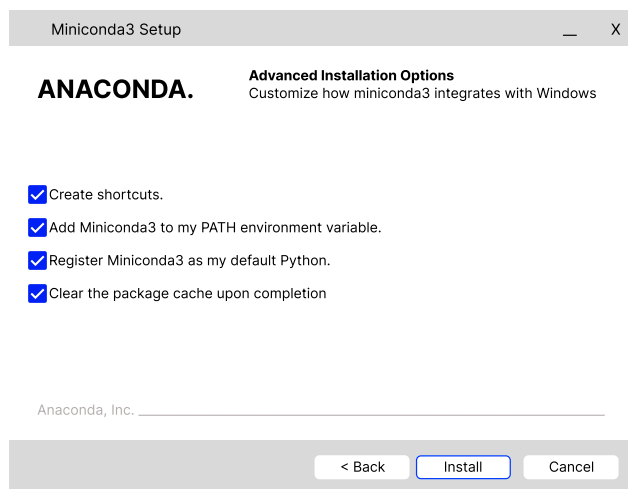 Miniconda3 Setup
_ X
ANACONDA.
Advanced Installation Options
Customize how miniconda3 integrates with Windows
Create shortcuts.
Add Miniconda3 to my PATH environment variable.
Register Miniconda3 as my default Python.
Clear the package cache upon completion
Anaconda, Inc.
< Back
Install
Cancel